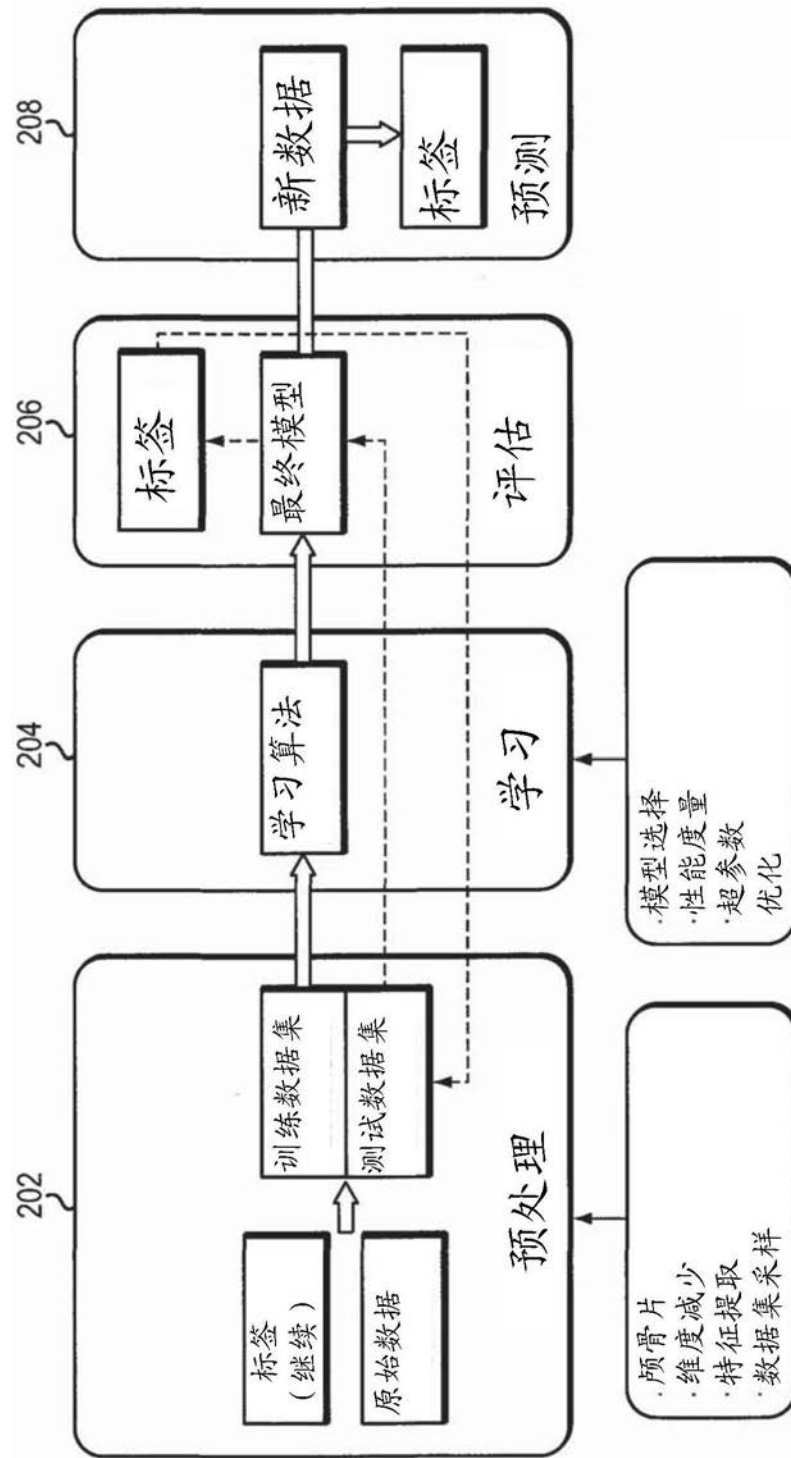 202
标签
(继续)
原始数据
训练数据集
测试数据集
预处理
·颅骨片
·维度减少
·特征提取
·数据集采样
204
学习算法
学习
·模型选择
·性能度量
·超参数
优化
206
标签
最终模型
评估
208
新数据
标签
预测